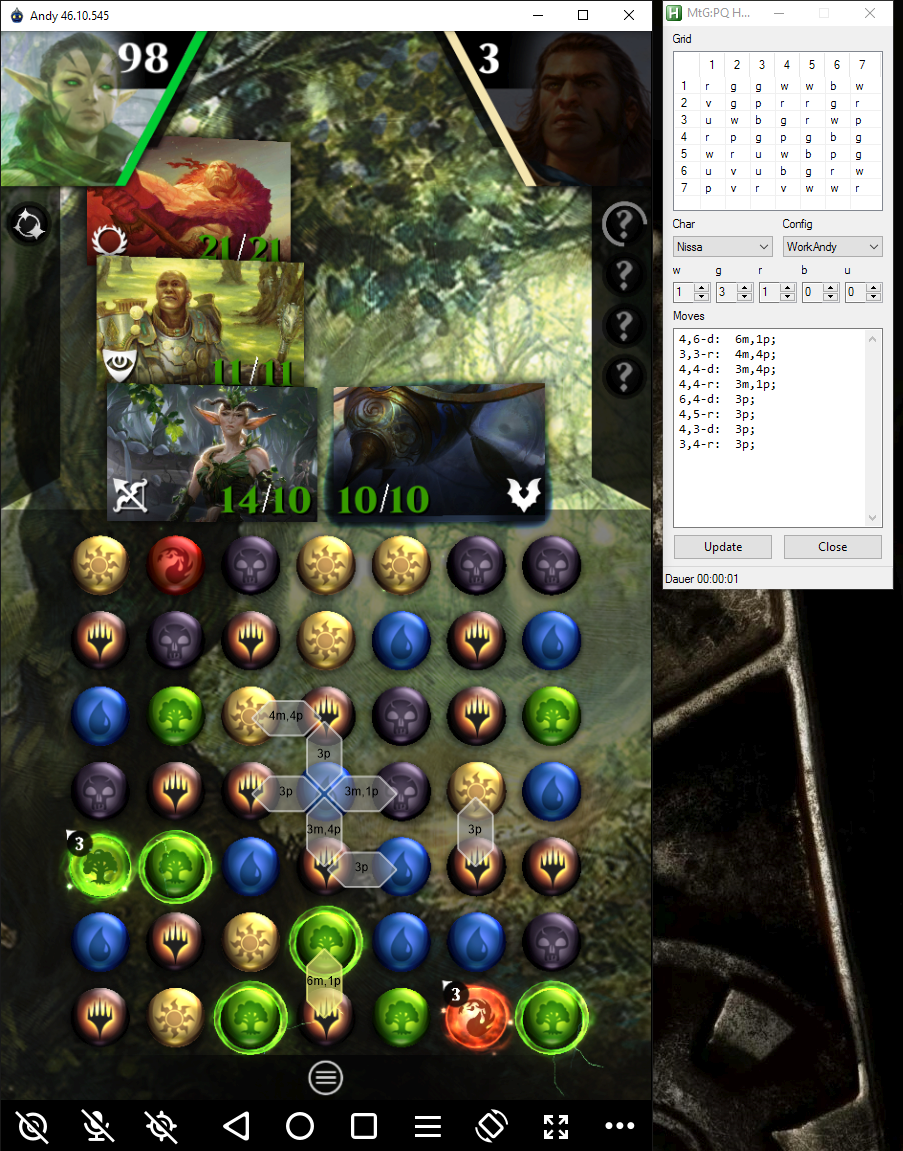 Andy 46.10.545
98
3
?
?
?
?
21/21
11/11
14/10
10/10
4m,4p
3p
3p
3m,1p
3m,4p
3p
3p
3
6m,1p
3
MtG:PQ H...
Grid
1 2 3 4 5 6 7
1 r g g w w b w
2 v g p r r g r
3 u w b g r w p
4 r p g p g b g
5 w r u w b p g
6 u v u b g r w
7 p v r v w w r
Char
Config
Nissa
WorkAndy
w g r b u
1 3 1 0 0
Moves
4,6-d: 6m,1p;
3,3-r: 4m,4p;
4,4-d: 3m,4p;
4,4-r: 3m,1p;
6,4-d: 3p;
4,5-r: 3p;
4,3-d: 3p;
3,4-r: 3p;
Update
Close
Dauer 00:00:01